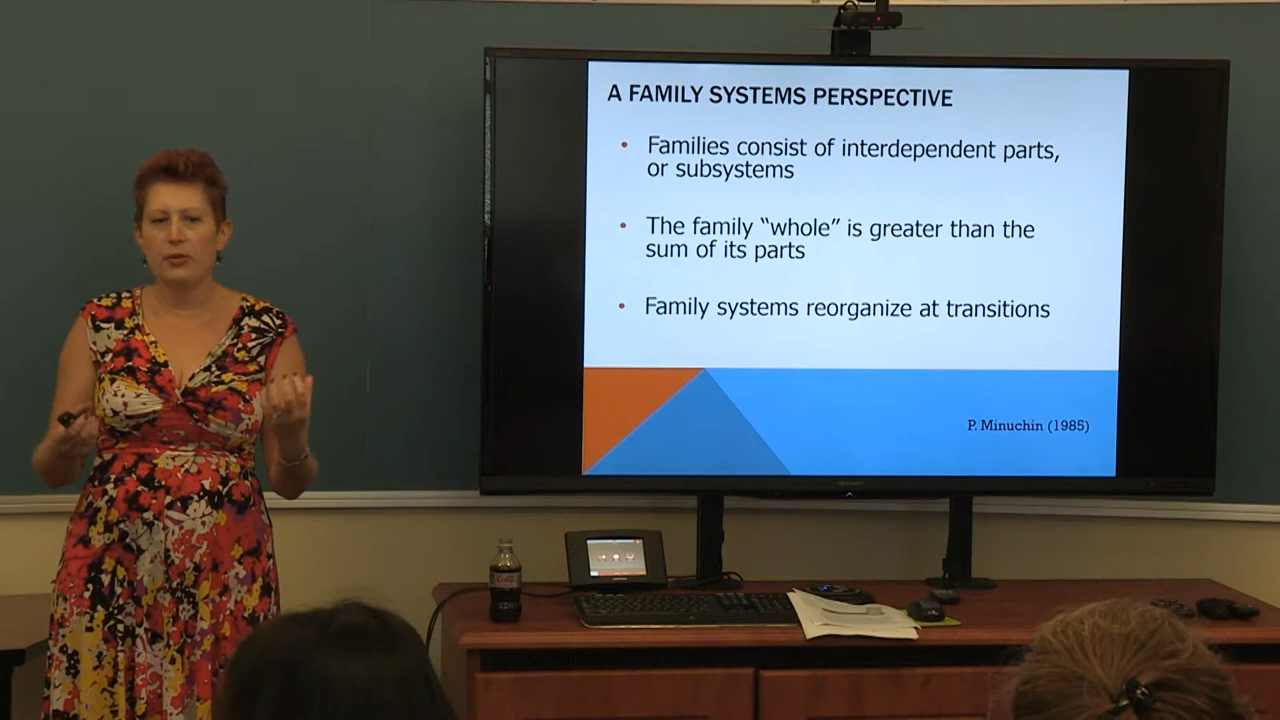 A FAMILY SYSTEMS PERSPECTIVE
• Families consist of interdependent parts,
or subsystems
• The family “whole” is greater than the
sum of its parts
• Family systems reorganize at transitions
P. Minuchin (1985)